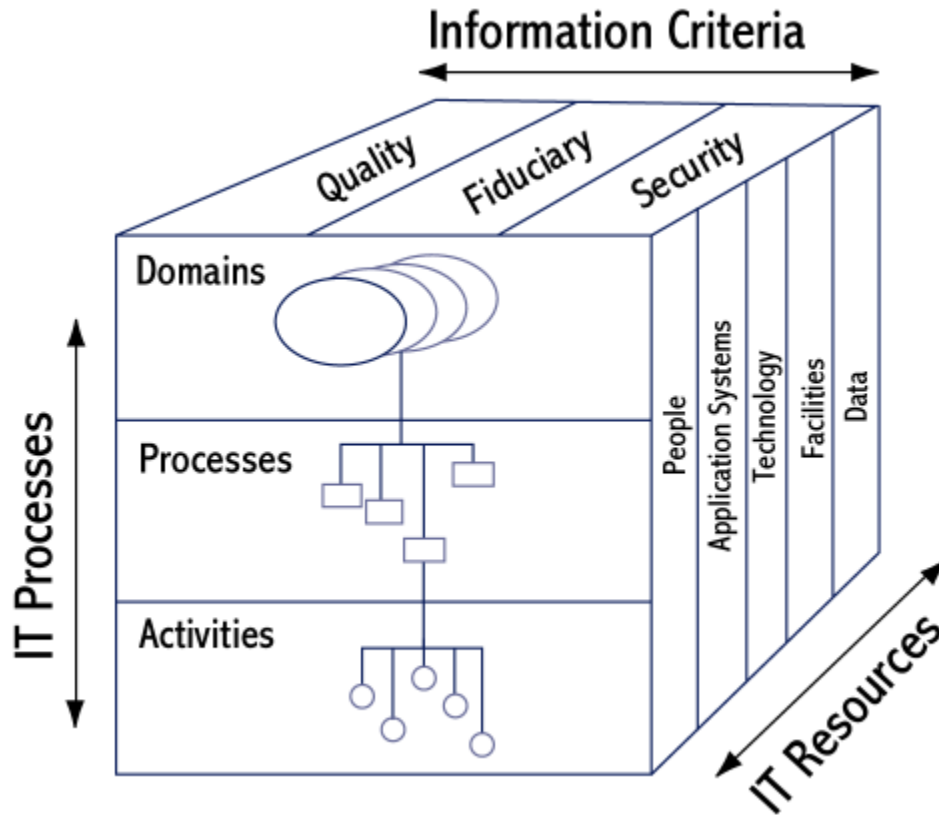 Information Criteria
Quality
Fiduciary
Security
Domains
Processes
Activities
IT Processes
People
Application Systems
Technology
Facilities
Data
IT Resources